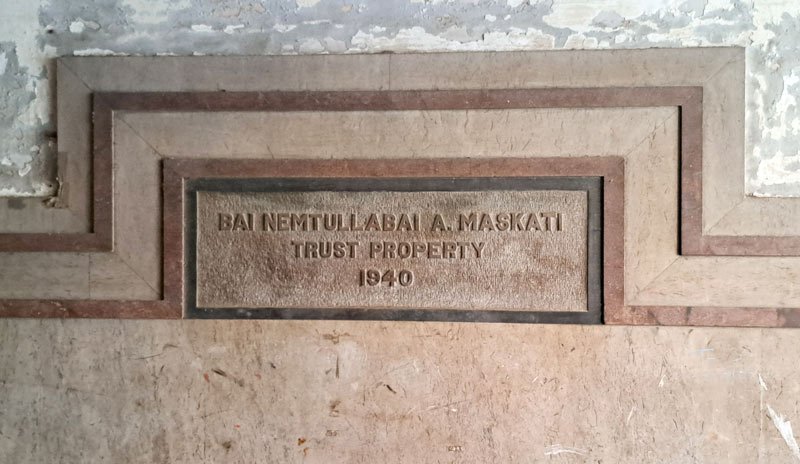 BAI NEMTULLABAI A. MASKATI
TRUST PROPERTY
1940